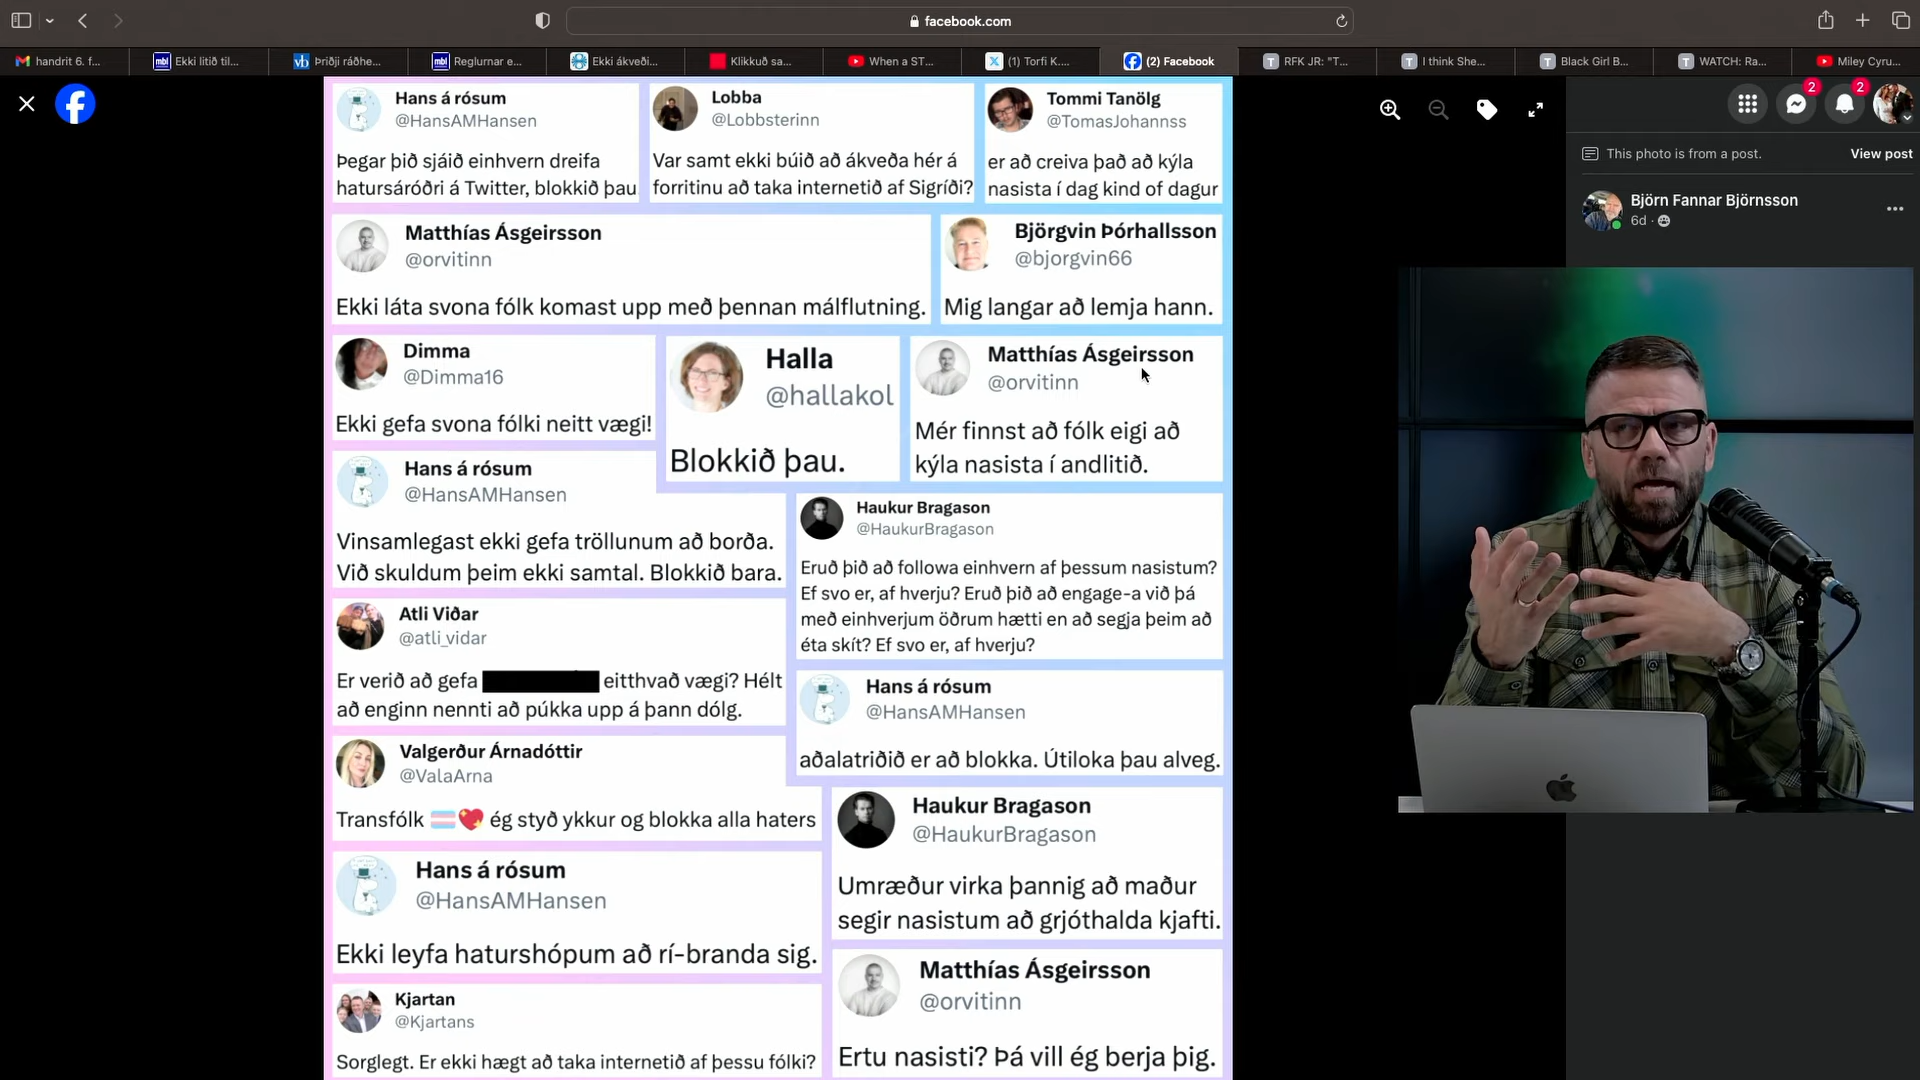 facebook.com
handrit 6. f...
Ekki litið til...
Þriðji ráðhe...
Reglurnar e...
Ekki ákveði...
Klikkuð sa...
When a ST...
(1) Torfi K....
(2) Facebook
RFK JR: "T...
I think She...
Black Girl B...
WATCH: Ra...
Miley Cyru...
2
2
This photo is from a post.
View post
Björn Fannar Björnsson
6d
Hans á rósum
@HansAMHansen
Þegar þið sjáið einhvern dreifa
hatursáróðri á Twitter, blokkið þau
Lobba
@Lobbsterinn
Var samt ekki búið að ákveða hér á
forritinu að taka internetið af Sigríði?
Tommi Tanölg
@TomasJohannss
er að creiva það að kýla
nasista í dag kind of dagur
Matthías Ásgeirsson
@orvitinn
Ekki láta svona fólk komast upp með þennan málflutning.
Björgvin Þórhallsson
@bjorgvin66
Mig langar að lemja hann.
Dimma
@Dimma16
Ekki gefa svona fólki neitt vægi!
Halla
@hallakol
Blokkið þau.
Matthías Ásgeirsson
@orvitinn
Mér finnst að fólk eigi að
kýla nasista í andlitið.
Hans á rósum
@HansAMHansen
Vinsamlegast ekki gefa tröllunum að borða.
Við skuldum þeim ekki samtal. Blokkið bara.
Haukur Bragason
@HaukurBragason
Eruð þið að followa einhvern af þessum nasistum?
Ef svo er, af hverju? Eruð þið að engage-a við þá
með einhverjum öðrum hætti en að segja þeim að
éta skít? Ef svo er, af hverju?
Atli Viðar
@atli_vidar
Er verið að gefa eitthvað vægi? Hélt
að enginn nennti að púkka upp á þann dólg.
Hans á rósum
@HansAMHansen
aðalatriðið er að blokka. Útiloka þau alveg.
Valgerður Árnadóttir
@ValaArna
Transfólk ég styð ykkur og blokka alla haters
Haukur Bragason
@HaukurBragason
Umræður virka þannig að maður
segir nasistum að grjóthalda kjafti.
Hans á rósum
@HansAMHansen
Ekki leyfa haturshópum að rí-branda sig.
Matthías Ásgeirsson
@orvitinn
Ertu nasisti? Þá vill ég berja þig.
Kjartan
@Kjartans
Sorglegt. Er ekki hægt að taka internetið af þessu fólki?